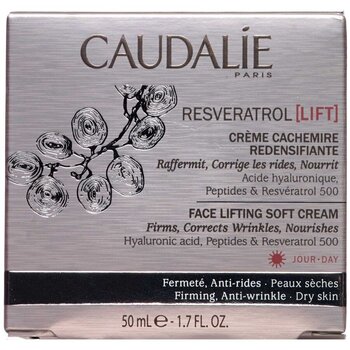 CAUDALIE
PARIS
RESVERATROL [LIFT]
CRÈME CACHEMIRE
REDENSIFIANTE
Raffermit, Corrige les rides, Nourrit
Acide hyaluronique,
Peptides & Resvératrol 500
FACE LIFTING SOFT CREAM
Firms, Corrects Wrinkles, Nourishes
Hyaluronic acid, Peptides & Resveratrol 500
JOUR • DAY
Fermeté, Anti-rides · Peaux sèches
Firming, Anti-wrinkle · Dry skin
50 mL e - 1.7 FL. OZ.